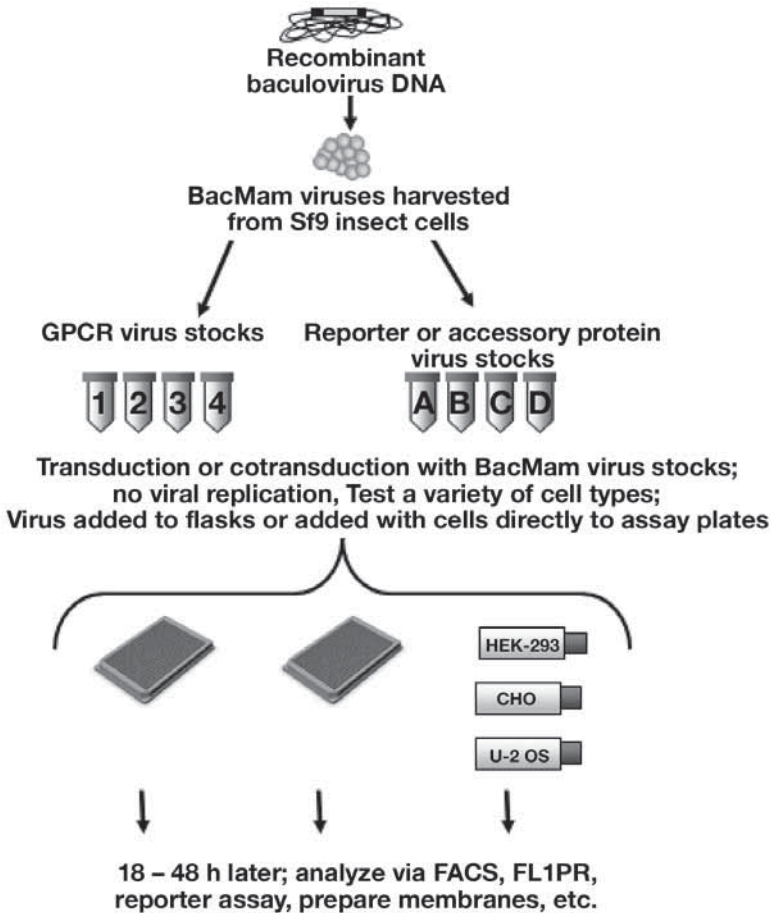 Recombinant
baculovirus DNA
BacMam viruses harvested
from Sf9 insect cells
GPCR virus stocks
Reporter or accessory protein
virus stocks
1 2 3 4
A B C D
Transduction or cotransduction with BacMam virus stocks;
no viral replication, Test a variety of cell types;
Virus added to flasks or added with cells directly to assay plates
HEK-293
CHO
U-2 OS
18 – 48 h later; analyze via FACS, FL1PR,
reporter assay, prepare membranes, etc.